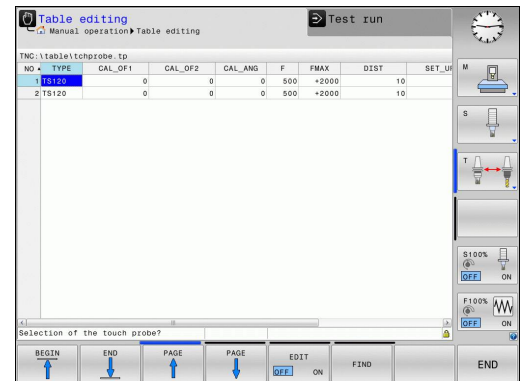 Table editing
Manual operation Table editing
Test run
TNC:\table\tchprobe.tp
NO TYPE CAL_OF1 CAL_OF2 CAL_ANG F FMAX DIST SET_UP
1 TS120 0 0 0 500 +2000 10
2 TS120 0 0 0 500 +2000 10
M
S
T
S100%
OFF ON
F100%
OFF ON
Selection of the touch probe?
BEGIN END PAGE PAGE EDIT OFF ON FIND END